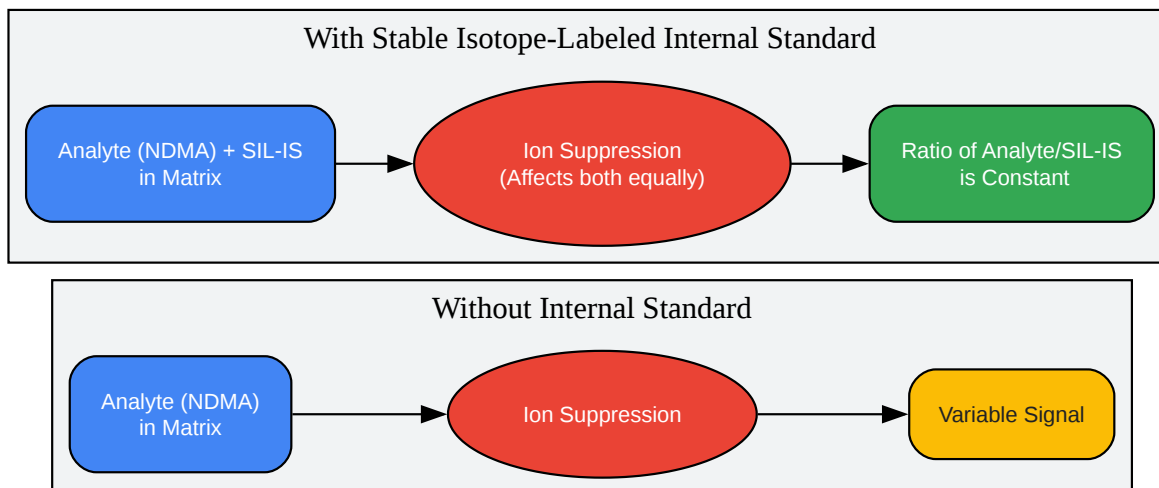 With Stable Isotope-Labeled Internal Standard
Analyte (NDMA) + SIL-IS
in Matrix
Ion Suppression
(Affects both equally)
Ratio of Analyte/SIL-IS
is Constant
Without Internal Standard
Analyte (NDMA)
in Matrix
Ion Suppression
Variable Signal